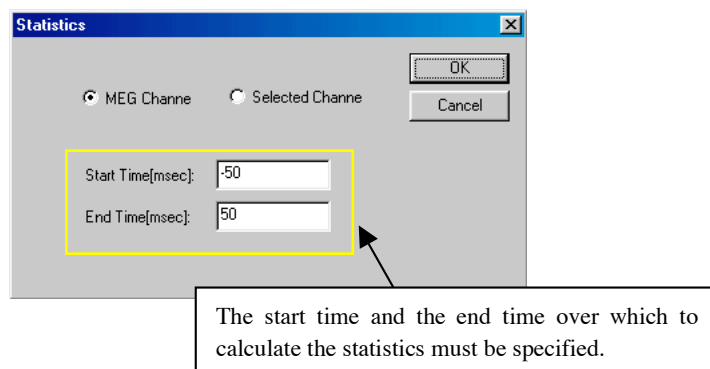 Statistics
OK
MEG Channe
Selected Channe
Cancel
Start Time[msec]:
-50
End Time[msec]:
50
The start time and the end time over which to
calculate the statistics must be specified.